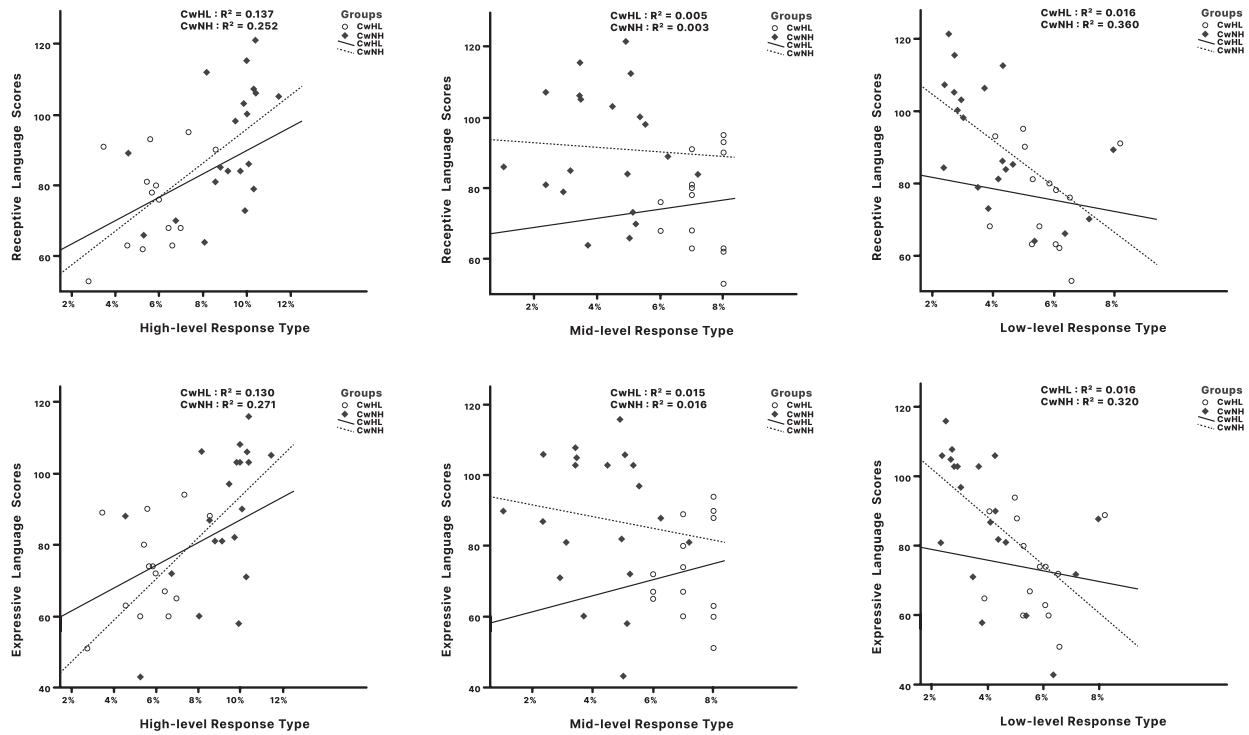 CwHL : R² = 0.137
CwNH : R² = 0.252
Groups
CwHL
CwNH
CwHL
CwNH
Receptive Language Scores
120
100
80
60
2% 4% 6% 8% 10% 12%
High-level Response Type
CwHL : R² = 0.005
CwNH : R² = 0.003
Groups
CwHL
CwNH
CwHL
CwNH
Receptive Language Scores
120
100
80
60
2% 4% 6% 8%
Mid-level Response Type
CwHL : R² = 0.016
CwNH : R² = 0.360
Groups
CwHL
CwNH
CwHL
CwNH
Receptive Language Scores
120
100
80
60
2% 4% 6% 8%
Low-level Response Type
CwHL : R² = 0.130
CwNH : R² = 0.271
Groups
CwHL
CwNH
CwHL
CwNH
Expressive Language Scores
120
100
80
60
40
2% 4% 6% 8% 10% 12%
High-level Response Type
CwHL : R² = 0.015
CwNH : R² = 0.016
Groups
CwHL
CwNH
CwHL
CwNH
Expressive Language Scores
120
100
80
60
40
2% 4% 6% 8%
Mid-level Response Type
CwHL : R² = 0.016
CwNH : R² = 0.320
Groups
CwHL
CwNH
CwHL
CwNH
Expressive Language Scores
120
100
80
60
40
2% 4% 6% 8%
Low-level Response Type